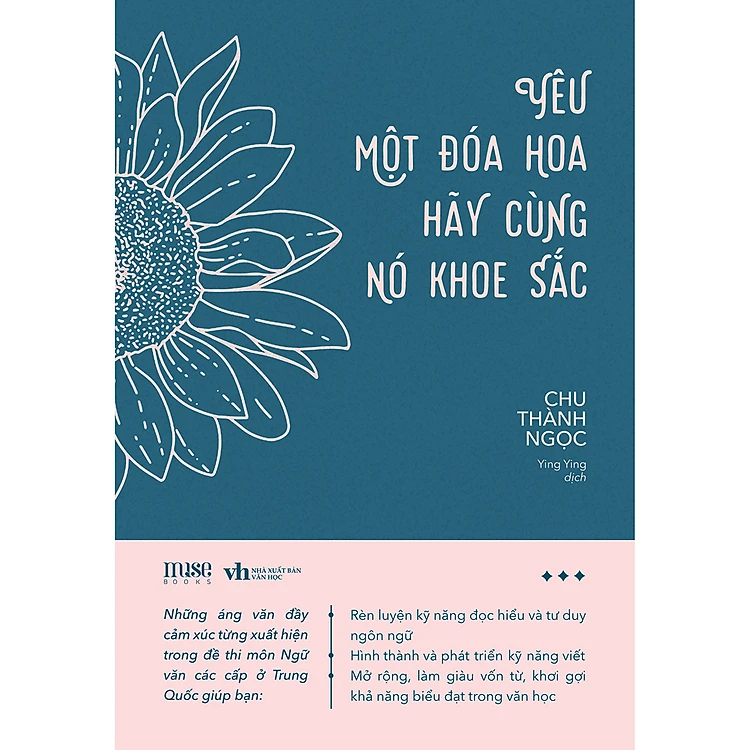 YÊU
MỘT ĐÓA HOA
HÃY CÙNG
NÓ KHOE SẮC
CHU
THÀNH
NGỌC
Ying Ying
dịch
muse
BOOKS
vh NHÀ XUẤT BẢN
VĂN HỌC
Những áng văn đầy
cảm xúc từng xuất hiện
trong đề thi môn Ngữ
văn các cấp ở Trung
Quốc giúp bạn:
Rèn luyện kỹ năng đọc hiểu và tư duy
ngôn ngữ
Hình thành và phát triển kỹ năng viết
Mở rộng, làm giàu vốn từ, khơi gợi
khả năng biểu đạt trong văn học